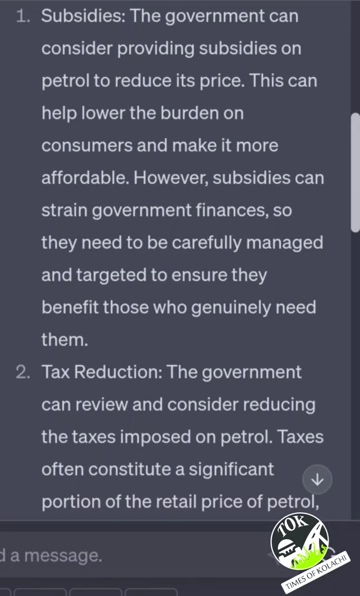 1. Subsidies: The government can
consider providing subsidies on
petrol to reduce its price. This can
help lower the burden on
consumers and make it more
affordable. However, subsidies can
strain government finances, so
they need to be carefully managed
and targeted to ensure they
benefit those who genuinely need
them.
2. Tax Reduction: The government
can review and consider reducing
the taxes imposed on petrol. Taxes
often constitute a significant
portion of the retail price of petrol,
d a message.
TOK
TIMES OF KOLACHI